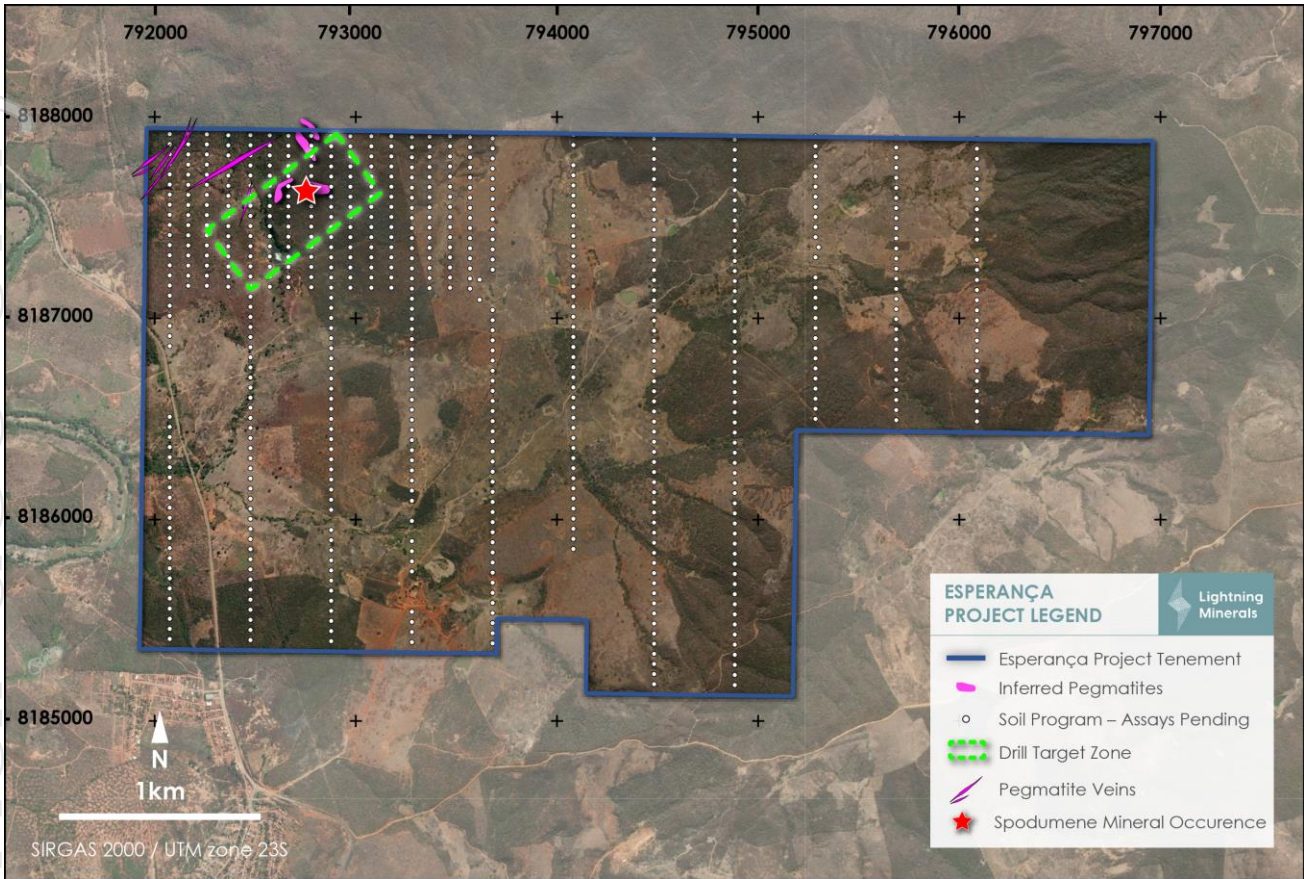 792000 793000 794000 795000 796000 797000
8188000
8187000
8186000
8185000
N
1km
SIRGAS 2000 / UTM zone 23S
ESPERANÇA
PROJECT LEGEND
Lightning
Minerals
Esperança Project Tenement
Inferred Pegmatites
Soil Program – Assays Pending
Drill Target Zone
Pegmatite Veins
Spodumene Mineral Occurence